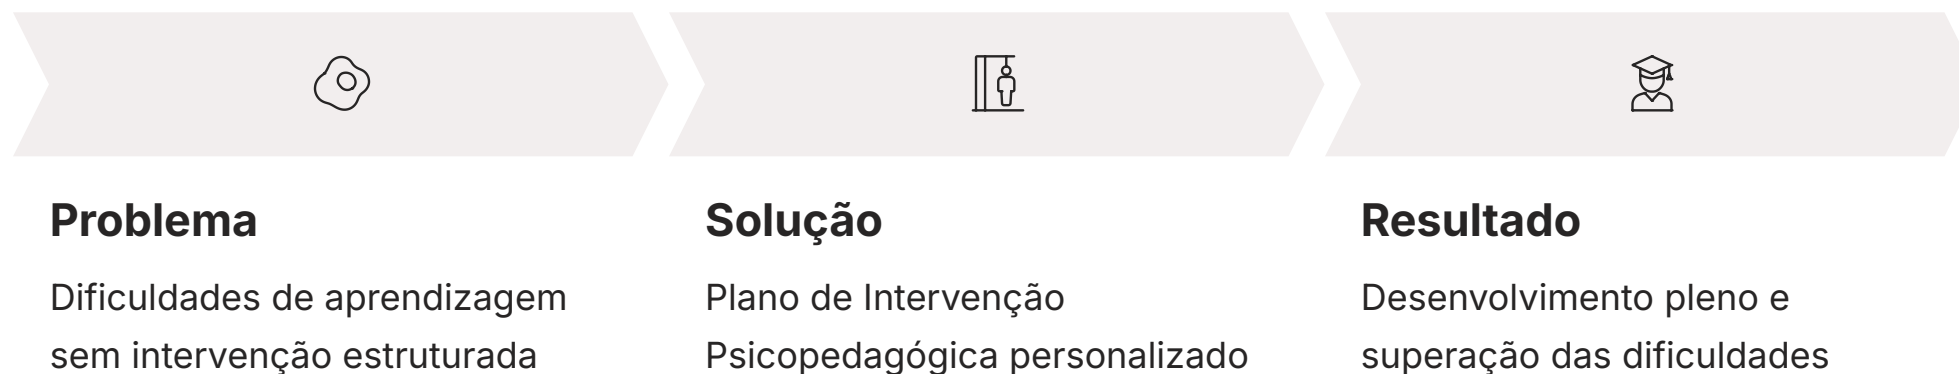 Problema
Dificuldades de aprendizagem
sem intervenção estruturada
Solução
Plano de Intervenção
Psicopedagógica personalizado
Resultado
Desenvolvimento pleno e
superação das dificuldades